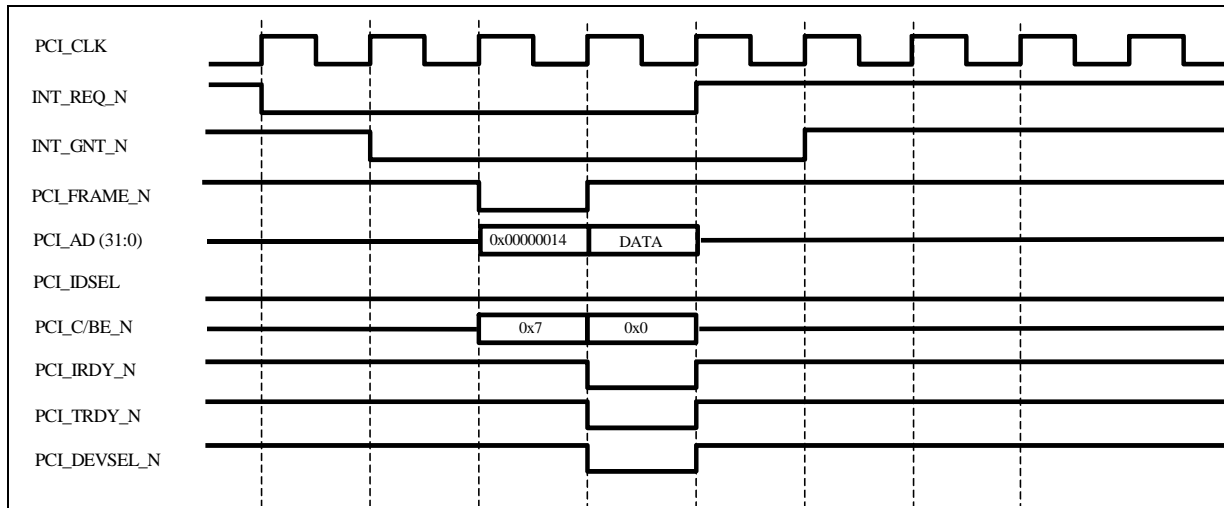 PCI_CLK
INT_REQ_N
INT_GNT_N
PCI_FRAME_N
PCI_AD (31:0) 0x00000014 DATA
PCI_IDSEL
PCI_C/BE_N 0x7 0x0
PCI_IRDY_N
PCI_TRDY_N
PCI_DEVSEL_N